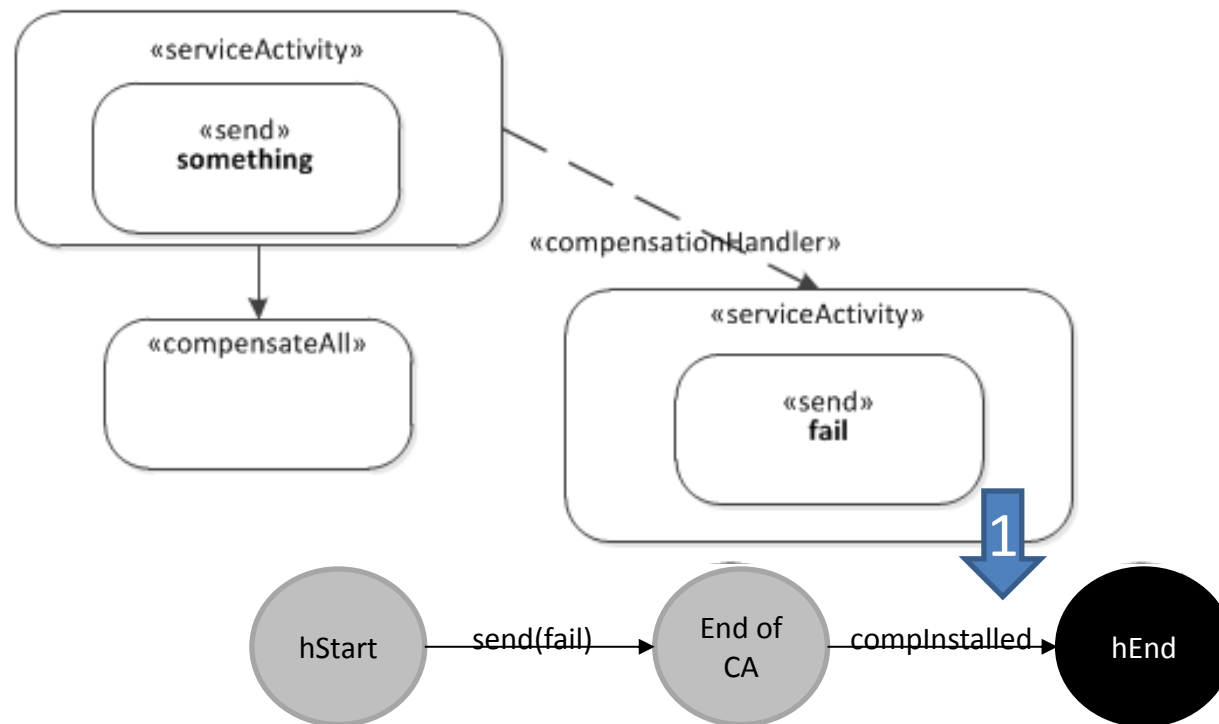 «serviceActivity»
«send»
something
«compensationHandler»
«compensateAll»
«serviceActivity»
«send»
fail
1
hStart
send(fail)
End of
CA
compInstalled
hEnd